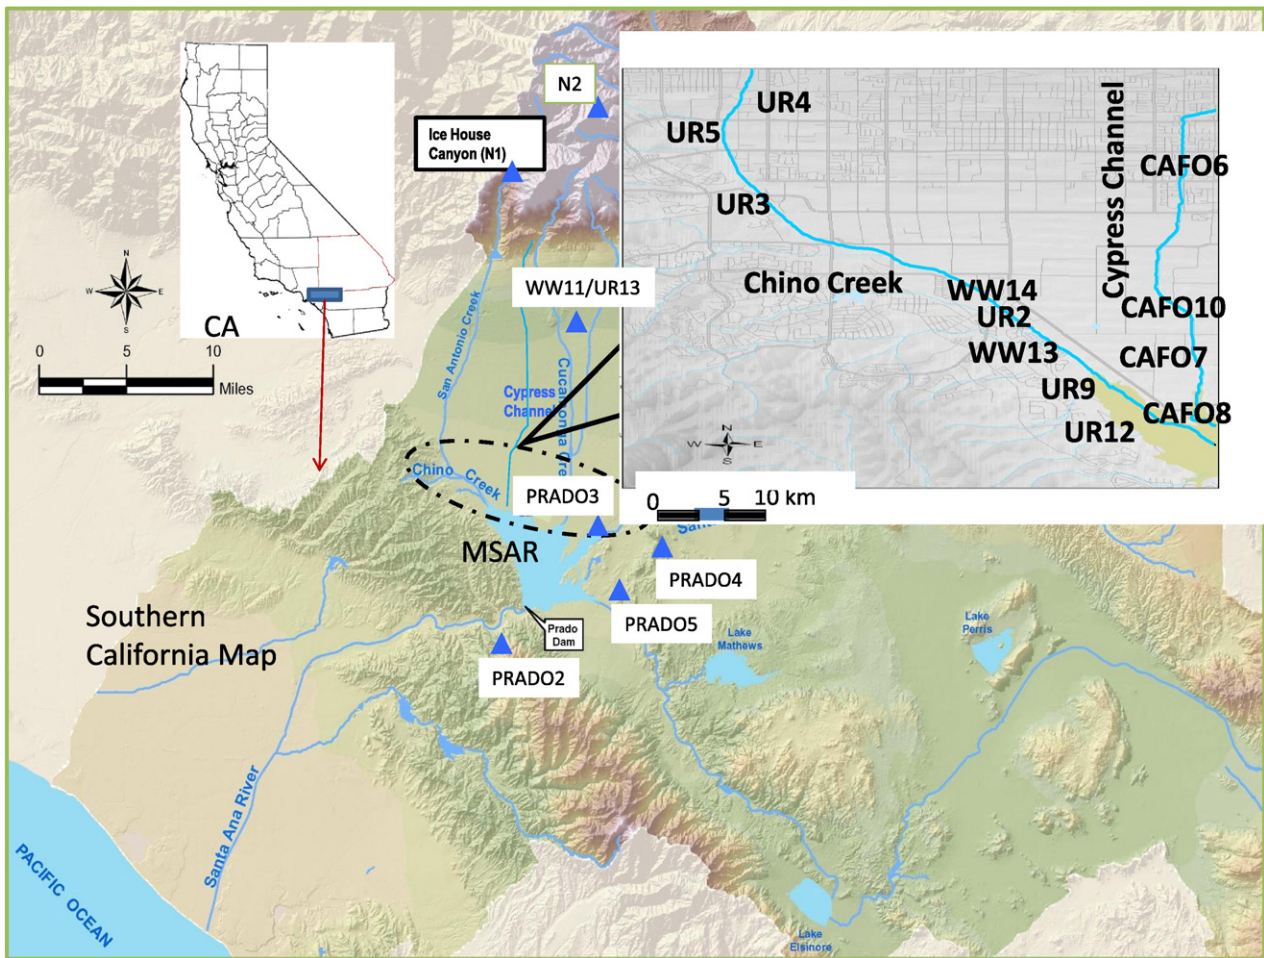 N2
Ice House
Canyon (N1)
N
W
E
S
CA
0
5
10
Miles
WW11/UR13
San Antonio Creek
Cypress
Channel
Cucamonga Cre
Chino Creek
PRADO3
MSAR
PRADO4
PRADO5
Prado
Dam
PRADO2
Southern
California Map
Lake
Mathews
Lake
Perris
Lake
Elsinore
Santa Ana River
PACIFIC OCEAN
UR4
UR5
UR3
Chino Creek
WW14
UR2
WW13
UR9
UR12
Cypress Channel
CAFO6
CAFO10
CAFO7
CAFO8
N
W
E
S
0
5
10 km